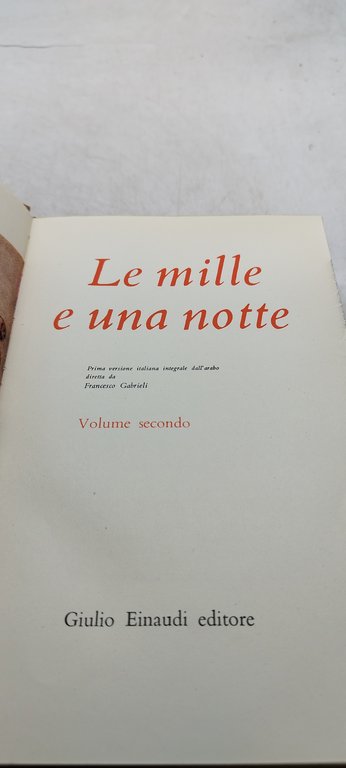 Le mille
e una notte
Prima versione italiana integrale dall'arabo
diretta da
Francesco Gabrieli
Volume secondo
Giulio Einaudi editore